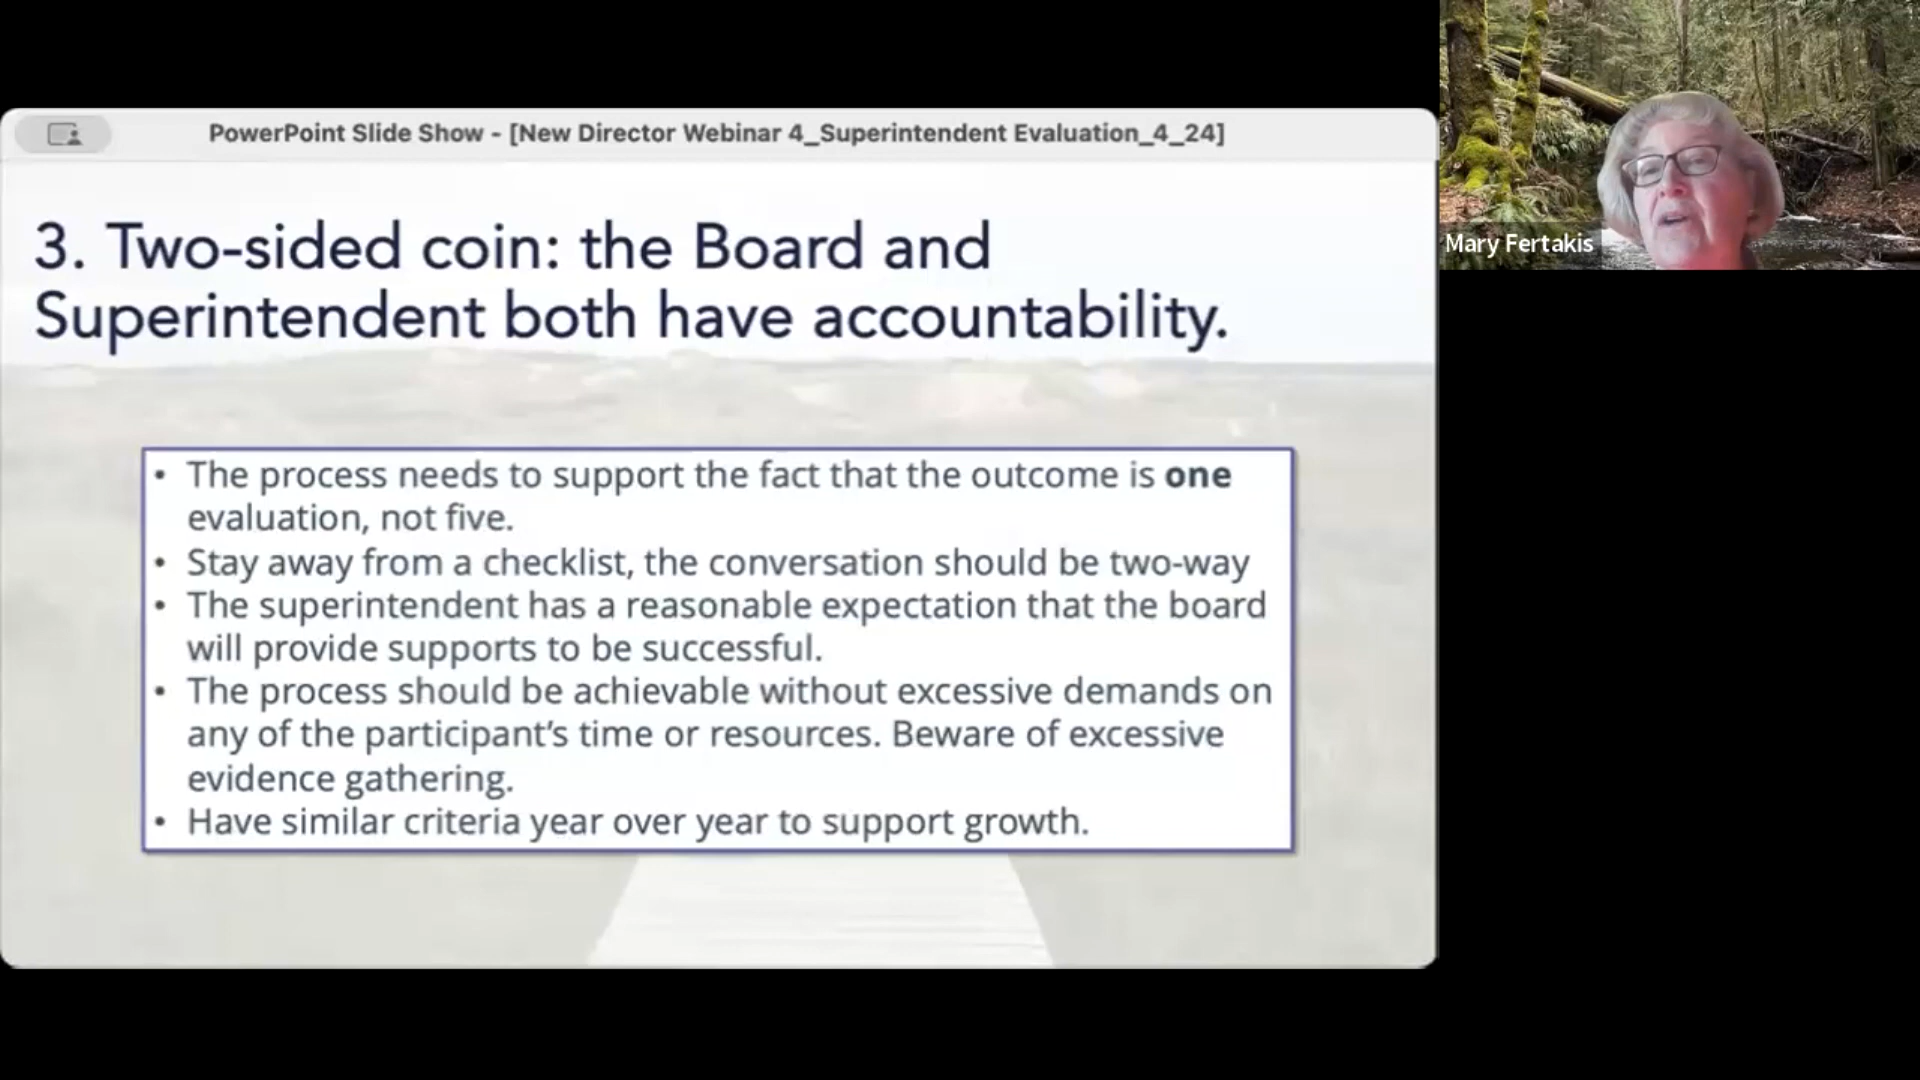 PowerPoint Slide Show - [New Director Webinar 4_Superintendent Evaluation_4_24]
3. Two-sided coin: the Board and
Superintendent both have accountability.
• The process needs to support the fact that the outcome is one
evaluation, not five.
• Stay away from a checklist, the conversation should be two-way
• The superintendent has a reasonable expectation that the board
will provide supports to be successful.
• The process should be achievable without excessive demands on
any of the participant's time or resources. Beware of excessive
evidence gathering.
• Have similar criteria year over year to support growth.
Mary Fertakis